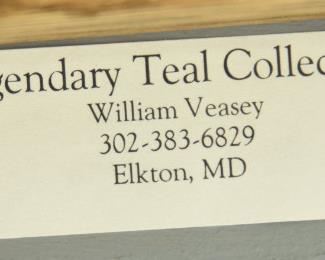 gendary Teal Collec
William Veasey
302-383-6829
Elkton, MD